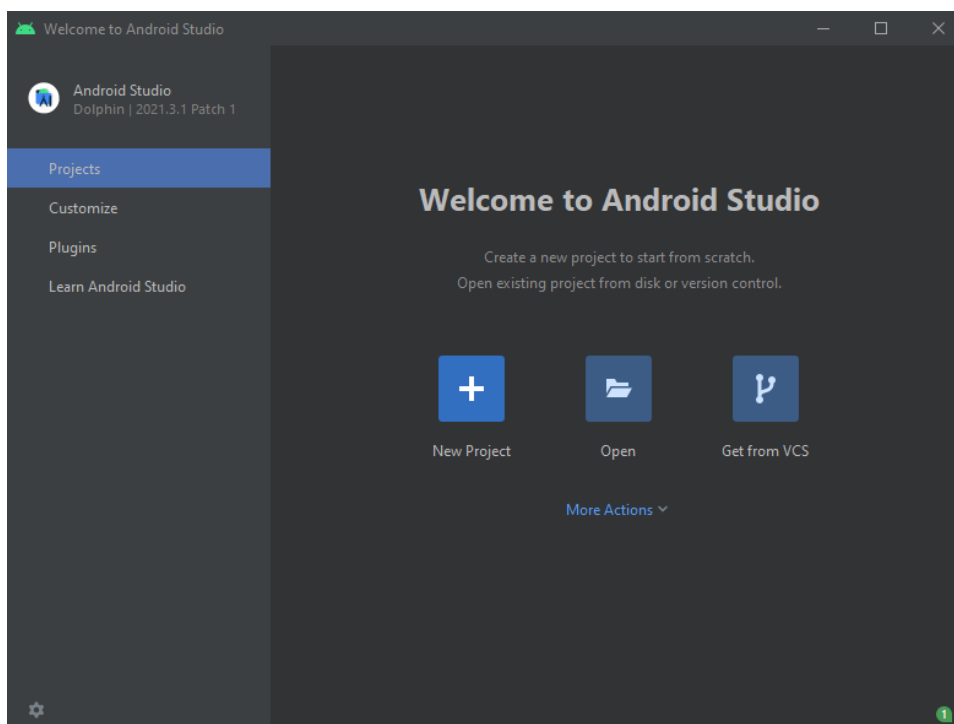 Welcome to Android Studio
Android Studio
Dolphin | 2021.3.1 Patch 1
Projects
Customize
Plugins
Learn Android Studio
Welcome to Android Studio
Create a new project to start from scratch.
Open existing project from disk or version control.
New Project
Open
Get from VCS
More Actions
1